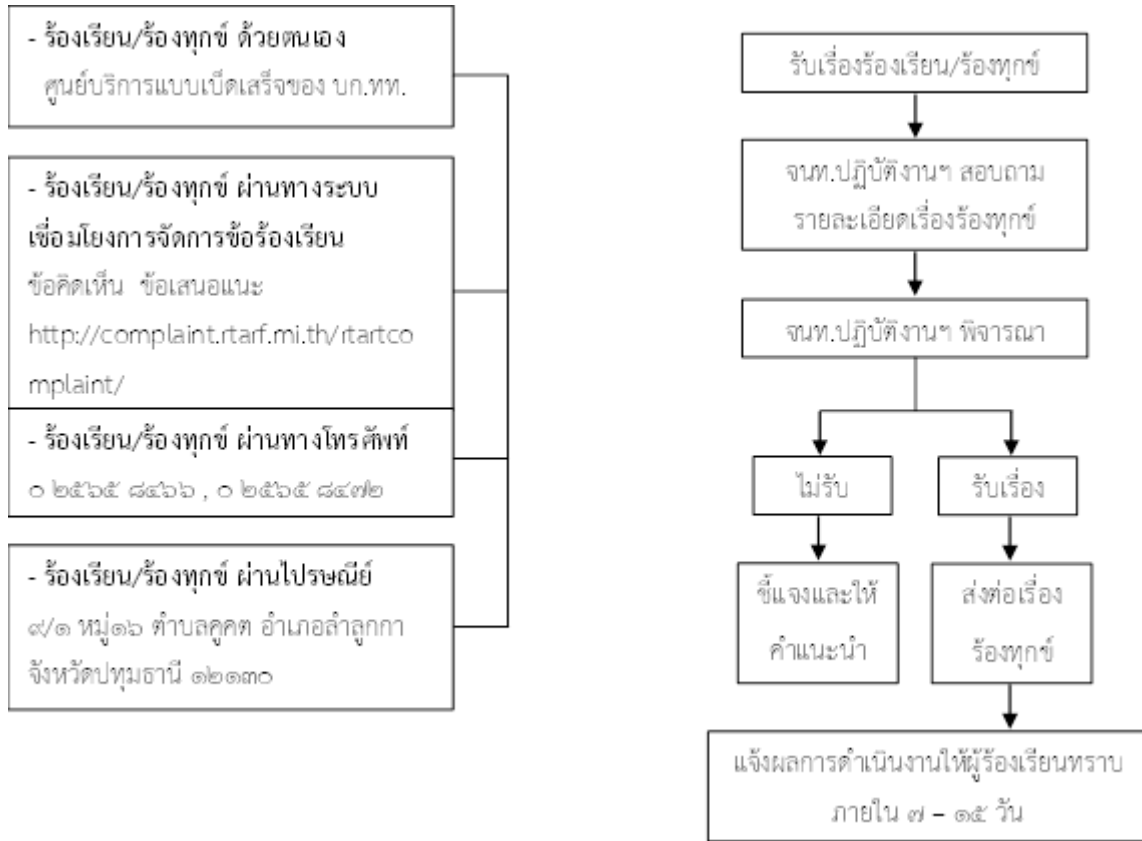 - ร้องเรียน/ร้องทุกข์ ด้วยตนเอง
ศูนย์บริการแบบเบ็ดเสร็จของ บก.ทท.
- ร้องเรียน/ร้องทุกข์ ผ่านทางระบบ
เชื่อมโยงการจัดการข้อร้องเรียน
ข้อคิดเห็น ข้อเสนอแนะ
http://complaint.rtarf.mi.th/rtartco
mplaint/
- ร้องเรียน/ร้องทุกข์ ผ่านทางโทรศัพท์
๐ ๒๕๖๕ ๘๔๖๖ , ๐ ๒๕๖๕ ๘๔๗๒
- ร้องเรียน/ร้องทุกข์ ผ่านไปรษณีย์
๙/๑ หมู่๑๖ ตำบลคูคต อำเภอลำลูกกา
จังหวัดปทุมธานี ๑๒๑๓๐
รับเรื่องร้องเรียน/ร้องทุกข์
จนท.ปฏิบัติงานฯ สอบถาม
รายละเอียดเรื่องร้องทุกข์
จนท.ปฏิบัติงานฯ พิจารณา
ไม่รับ
รับเรื่อง
ชี้แจงและให้
คำแนะนำ
ส่งต่อเรื่อง
ร้องทุกข์
แจ้งผลการดำเนินงานให้ผู้ร้องเรียนทราบ
ภายใน ๗ – ๑๕ วัน